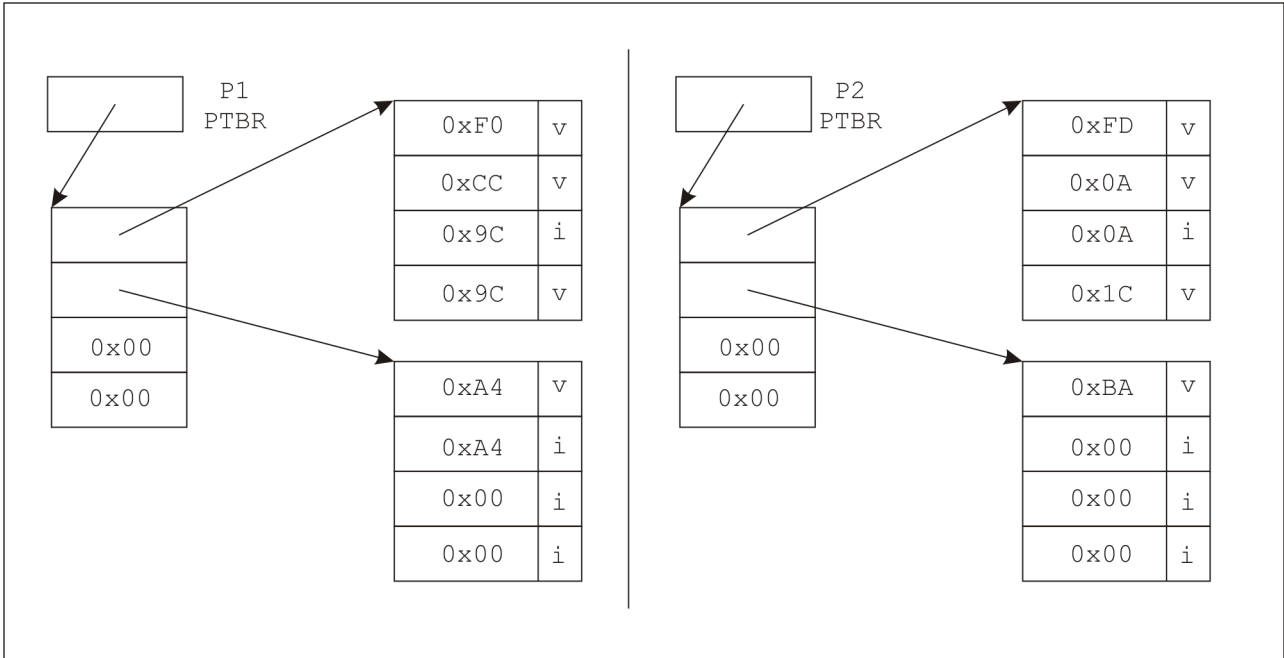 P1
PTBR
0xF0 v
0xCC v
0x9C i
0x9C v
0x00
0x00
0xA4 v
0xA4 i
0x00 i
0x00 i
P2
PTBR
0xFD v
0x0A v
0x0A i
0x1C v
0x00
0x00
0xBA v
0x00 i
0x00 i
0x00 i